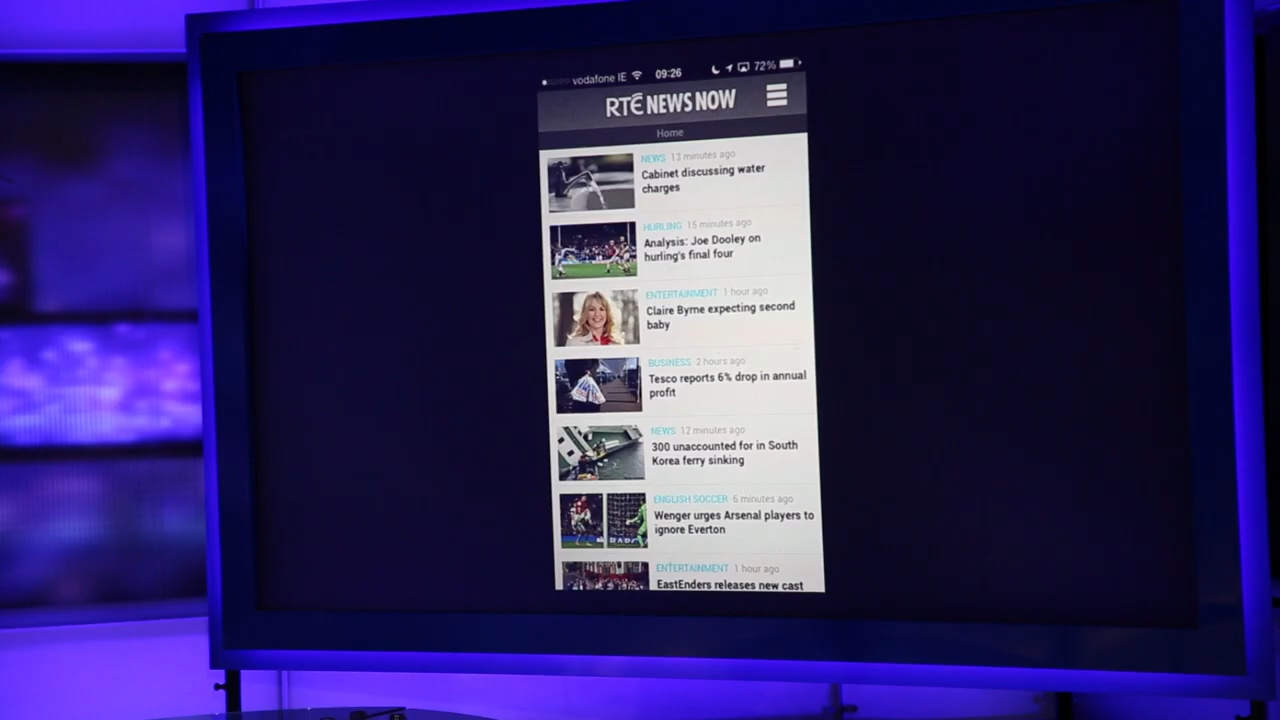 vodafone IE 09:26 72%
RTÉ NEWS NOW
Home
NEWS 13 minutes ago
Cabinet discussing water
charges
HURLING 15 minutes ago
Analysis: Joe Dooley on
hurling's final four
ENTERTAINMENT 1 hour ago
Claire Byrne expecting second
baby
BUSINESS 2 hours ago
Tesco reports 6% drop in annual
profit
NEWS 12 minutes ago
300 unaccounted for in South
Korea ferry sinking
ENGLISH SOCCER 6 minutes ago
Wenger urges Arsenal players to
ignore Everton
ENTERTAINMENT 1 hour ago
EastEnders releases new cast